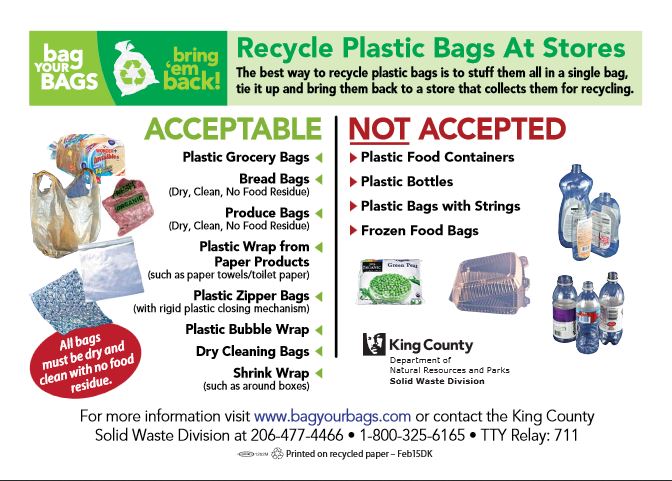 bag
YOUR
BAGS
bring
'em
back!
Recycle Plastic Bags At Stores
The best way to recycle plastic bags is to stuff them all in a single bag,
tie it up and bring them back to a store that collects them for recycling.
ACCEPTABLE
Plastic Grocery Bags
Bread Bags
(Dry, Clean, No Food Residue)
Produce Bags
(Dry, Clean, No Food Residue)
Plastic Wrap from
Paper Products
(such as paper towels/toilet paper)
Plastic Zipper Bags
(with rigid plastic closing mechanism)
Plastic Bubble Wrap
Dry Cleaning Bags
Shrink Wrap
(such as around boxes)
WONDER
ORGANIC
All bags
must be dry and
clean with no food
residue.
NOT ACCEPTED
Plastic Food Containers
Plastic Bottles
Plastic Bags with Strings
Frozen Food Bags
ORGANIC
Green Peas
King County
Department of
Natural Resources and Parks
Solid Waste Division
For more information visit www.bagyourbags.com or contact the King County
Solid Waste Division at 206-477-4466 • 1-800-325-6165 • TTY Relay: 711
Printed on recycled paper – Feb15DK